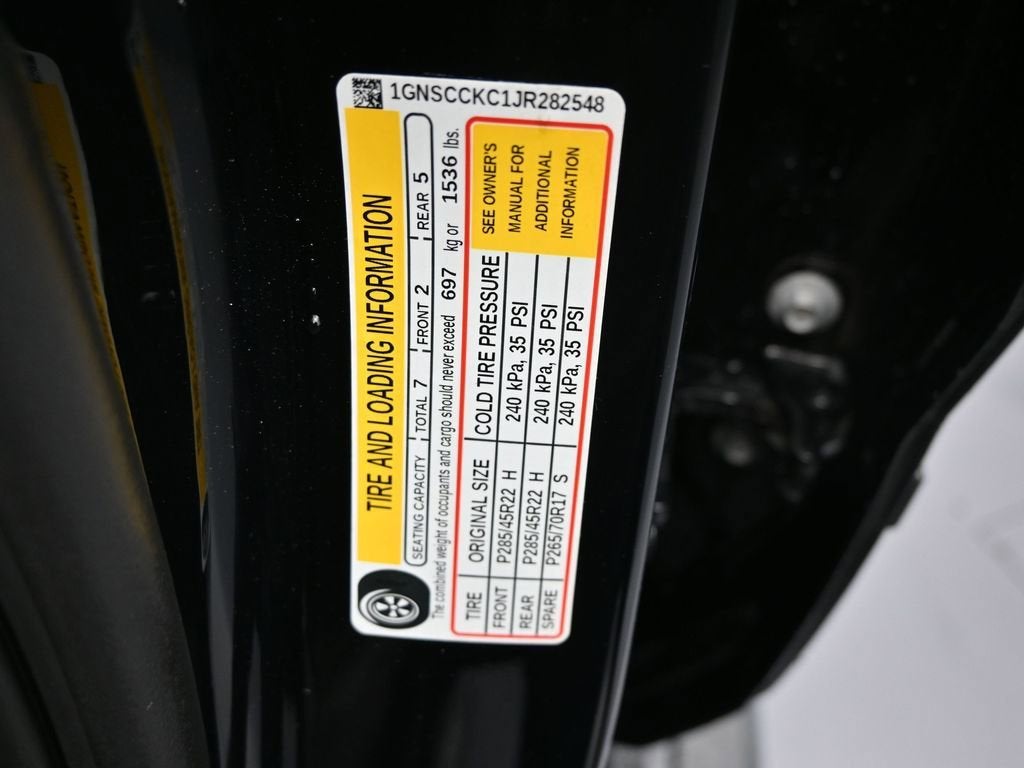 1GNSCCKC1JR282548
TIRE AND LOADING INFORMATION
SEATING CAPACITY TOTAL 7 FRONT 2 REAR 5
The combined weight of occupants and cargo should never exceed 697 kg or 1536 lbs.
TIRE ORIGINAL SIZE COLD TIRE PRESSURE
FRONT P285/45R22 H 240 kPa, 35 PSI
REAR P285/45R22 H 240 kPa, 35 PSI
SPARE P265/70R17 S 240 kPa, 35 PSI
SEE OWNER'S
MANUAL FOR
ADDITIONAL
INFORMATION